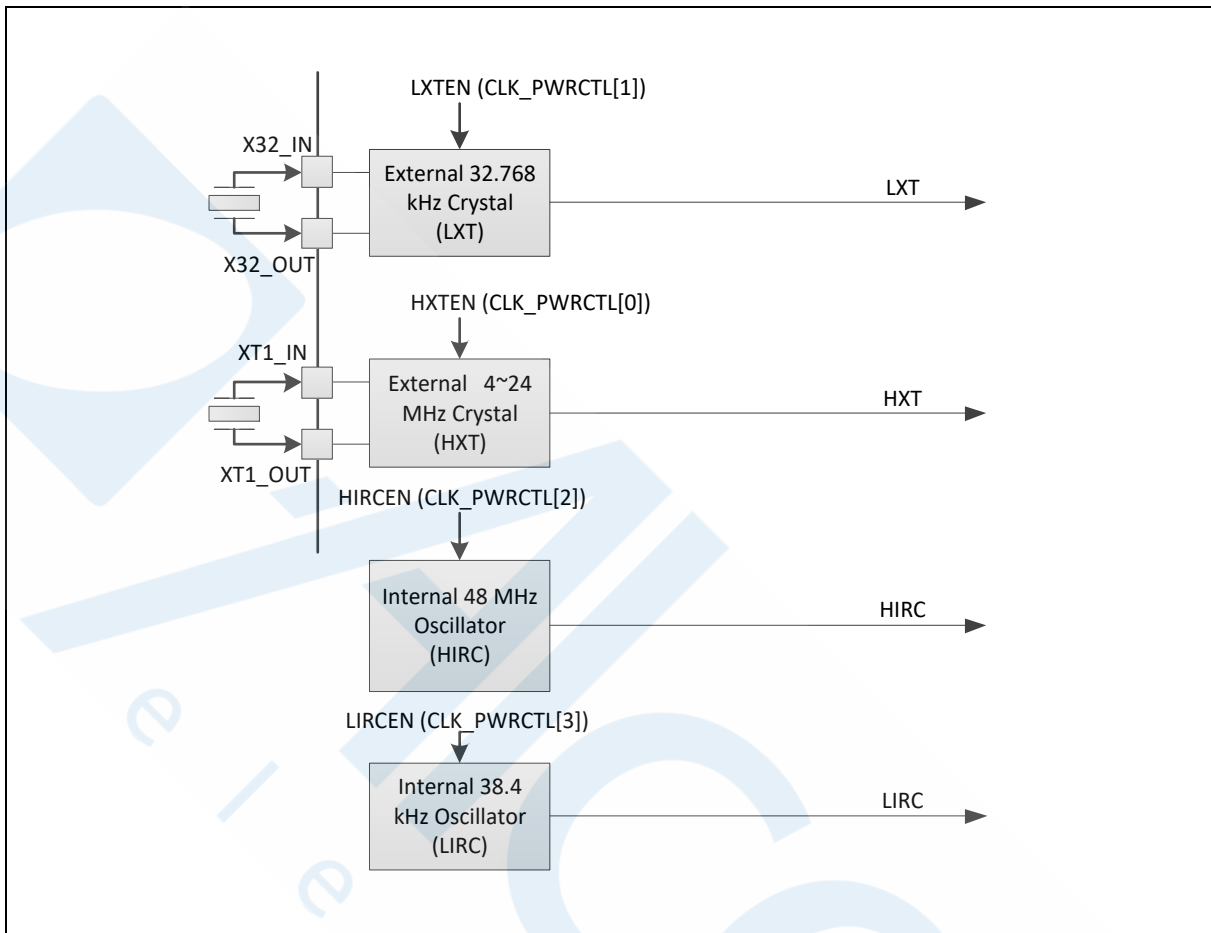 LXTEN (CLK_PWRCTL[1])
X32_IN
External 32.768
kHz Crystal
(LXT)
LXT
X32_OUT
HXTEN (CLK_PWRCTL[0])
XT1_IN
External 4~24
MHz Crystal
(HXT)
HXT
XT1_OUT
HIRCEN (CLK_PWRCTL[2])
Internal 48 MHz
Oscillator
(HIRC)
HIRC
LIRCEN (CLK_PWRCTL[3])
Internal 38.4
kHz Oscillator
(LIRC)
LIRC